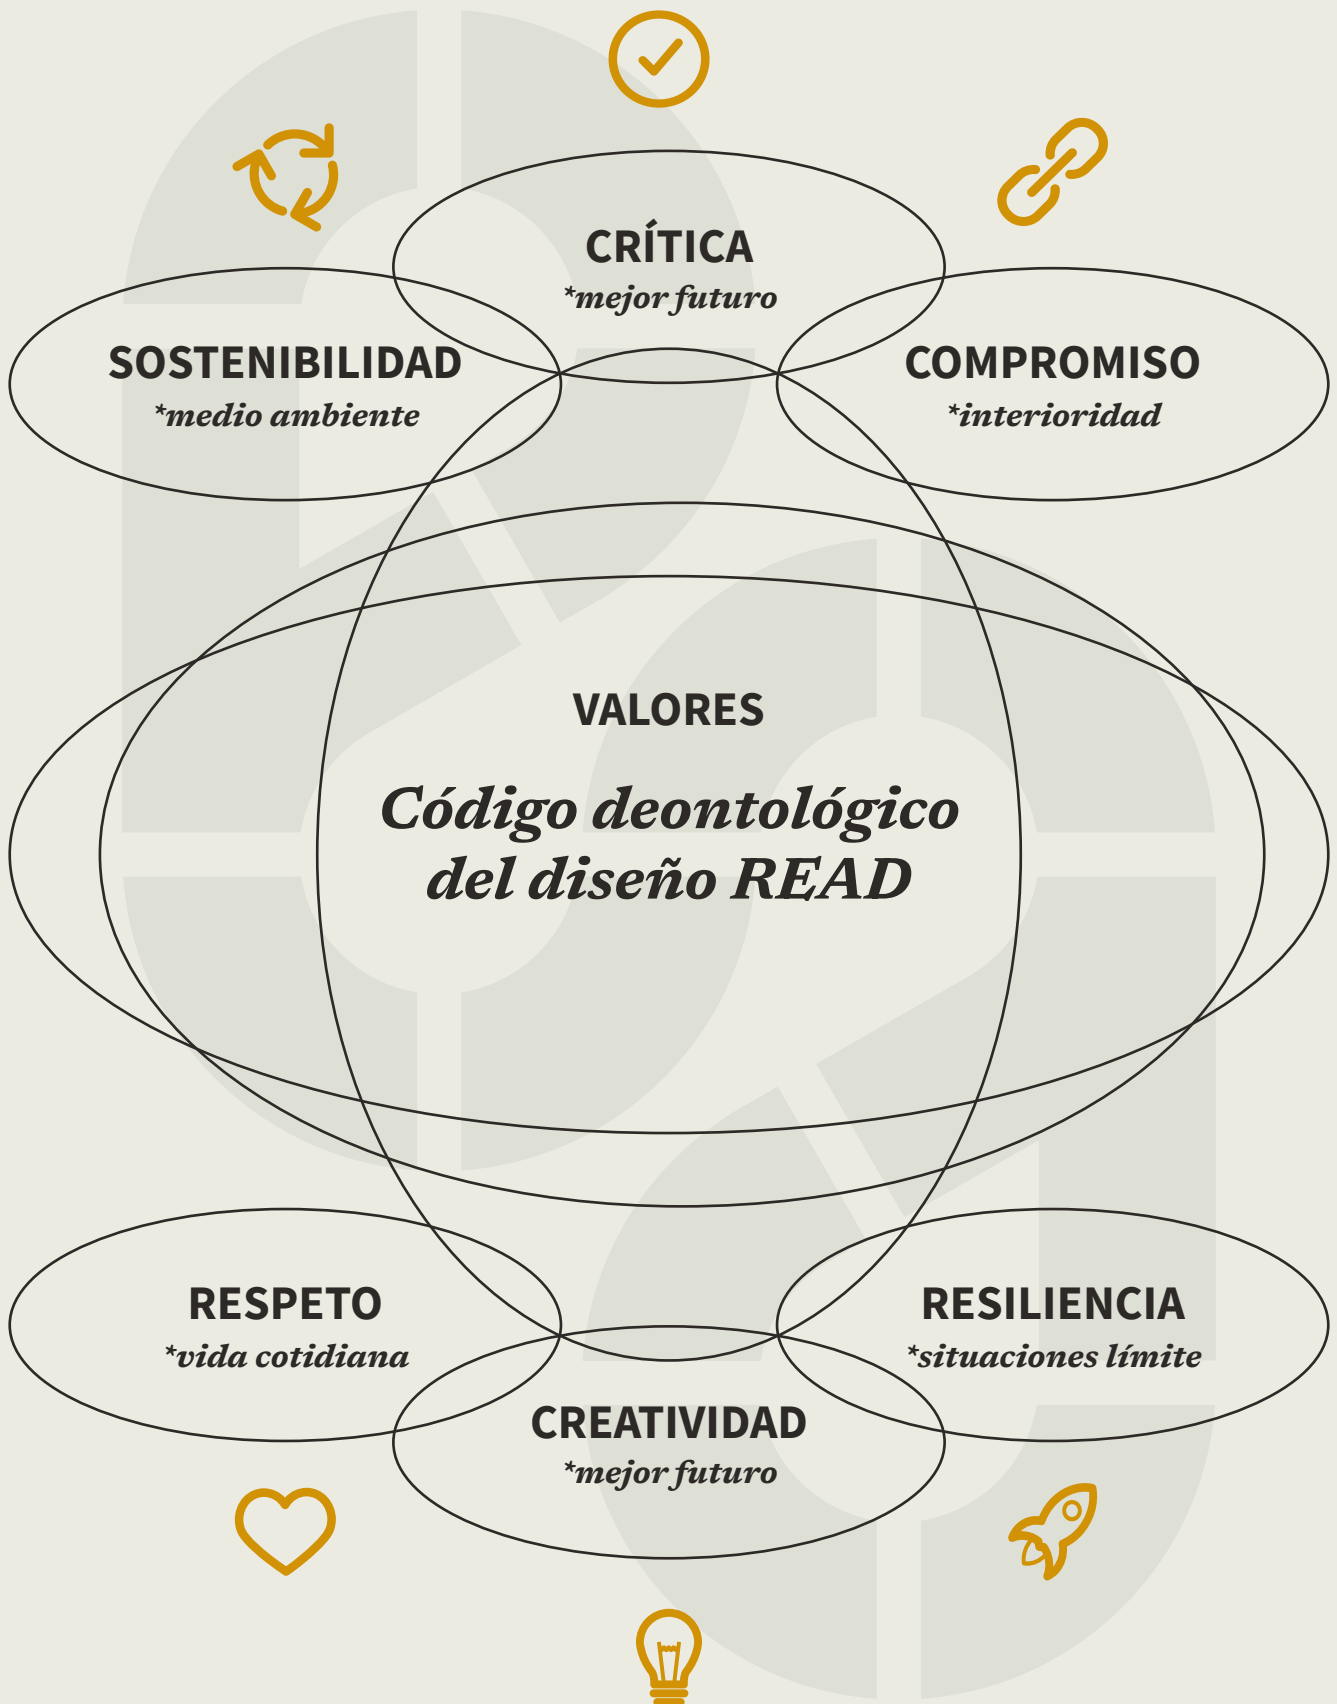 CRÍTICA
*mejor futuro
SOSTENIBILIDAD
*medio ambiente
COMPROMISO
*interioridad
VALORES
Código deontológico
del diseño READ
RESPETO
*vida cotidiana
RESILIENCIA
*situaciones límite
CREATIVIDAD
*mejor futuro